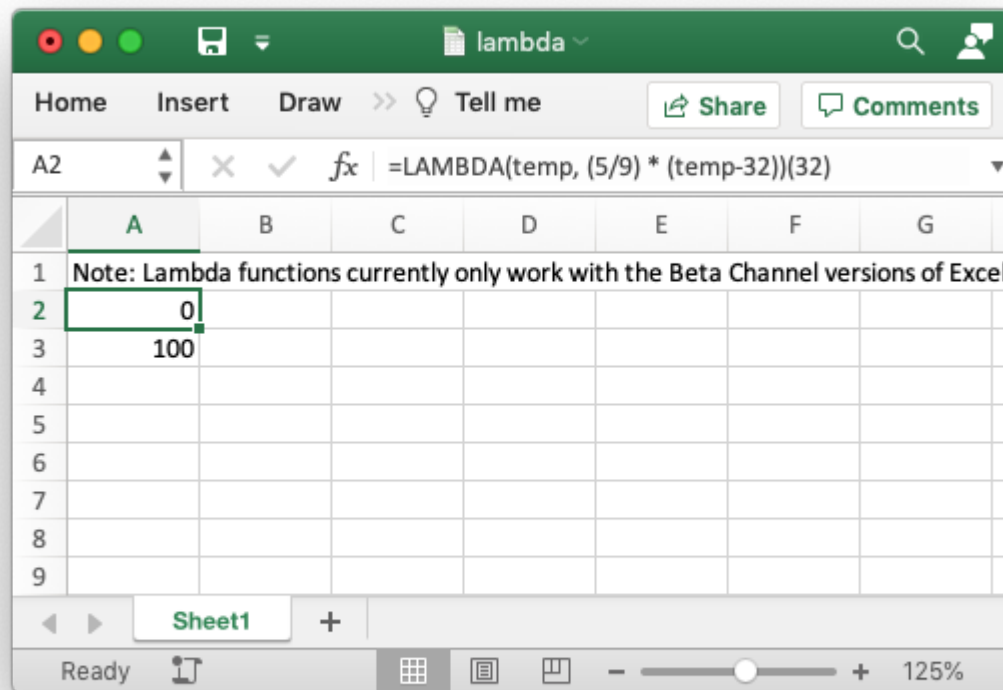 lambda
Home Insert Draw >> Tell me Share Comments
A2 fx =LAMBDA(temp, (5/9) * (temp-32))(32)
A B C D E F G
1 Note: Lambda functions currently only work with the Beta Channel versions of Excel
2 0
3 100
4
5
6
7
8
9
Sheet1 +
Ready - + 125%